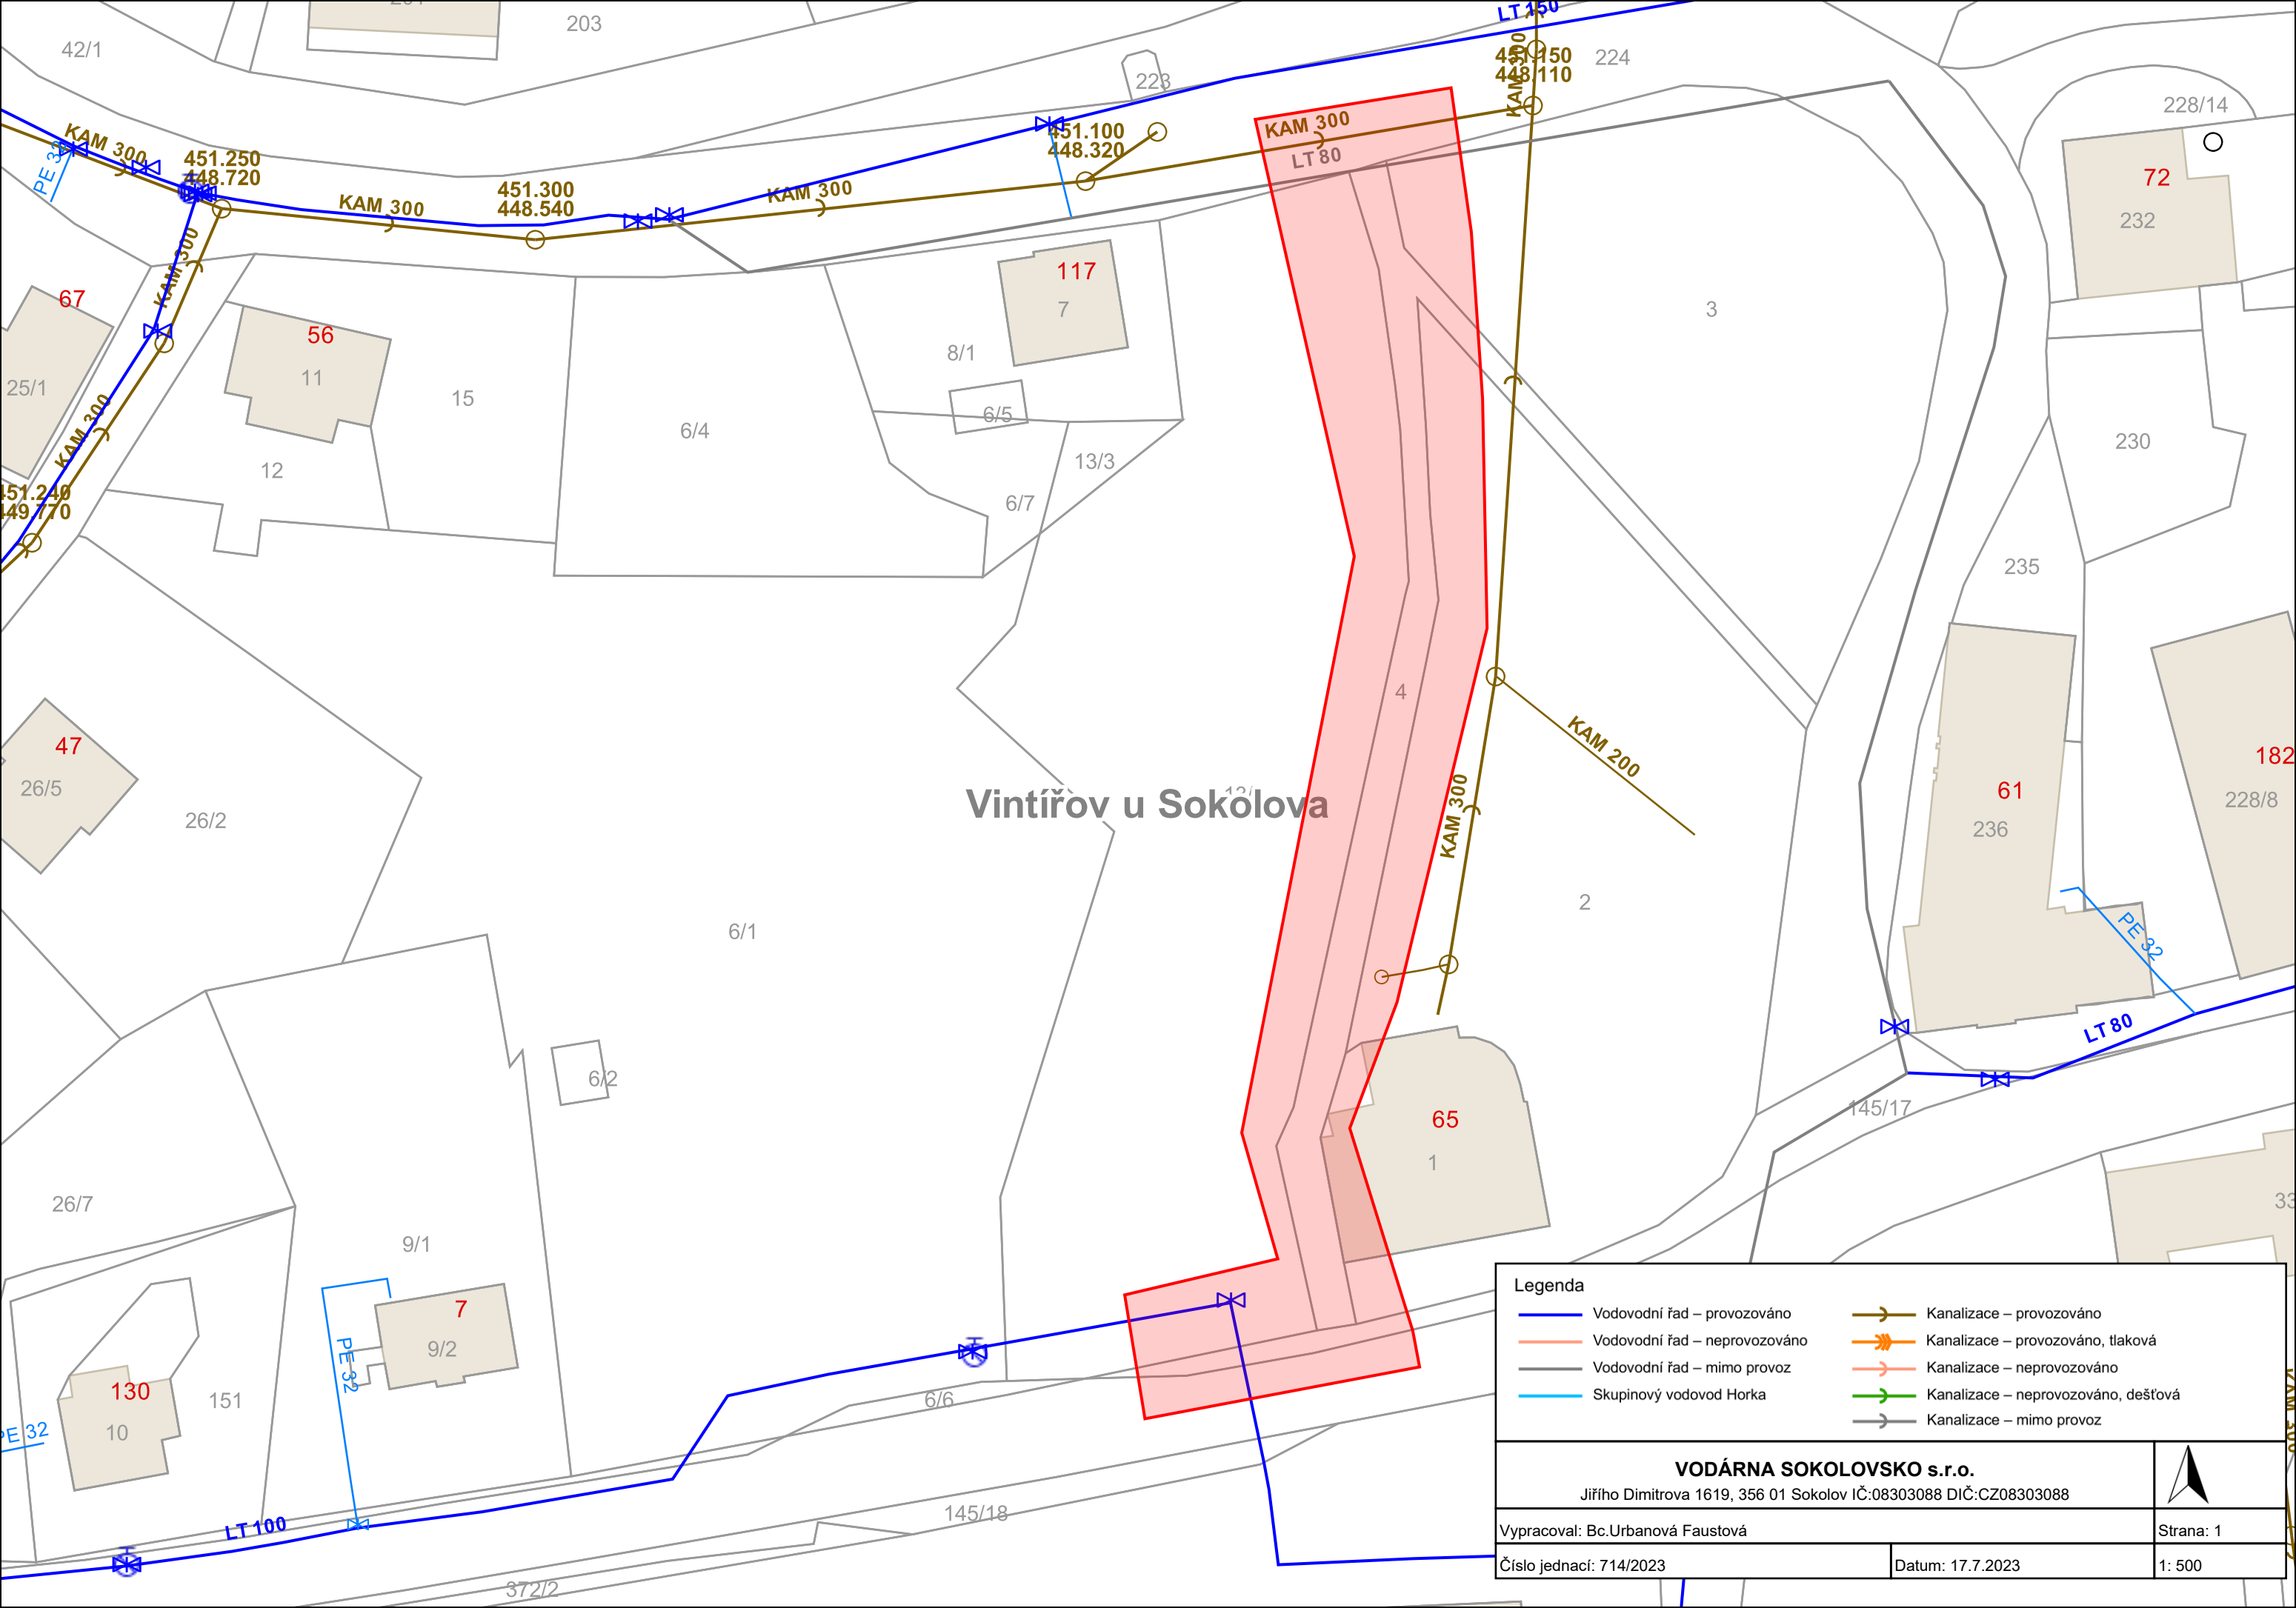 LT 150
203
42/1
451.150
448.110
KAM 300
224
223
228/14
KAM 300
KAM 300
451.100
448.320
451.250
448.720
LT 80
PE 32
72
451.300
448.540
KAM 300
KAM 300
232
KAM 300
117
7
67
3
56
11
8/1
25/1
15
6/5
6/4
KAM 300
230
13/3
12
451.240
449.770
6/7
235
4
47
KAM 200
182
26/5
61
228/8
Vintířov u Sokolova
KAM 300
26/2
236
2
6/1
PE 32
LT 80
6/2
145/17
65
1
26/7
33
9/1
7
9/2
PE 32
130
151
6/6
10
PE 32
LT 100
145/18
372/2
KAM 300
Legenda
Vodovodní řad – provozováno
Vodovodní řad – neprovozováno
Vodovodní řad – mimo provoz
Skupinový vodovod Horka
Kanalizace – provozováno
Kanalizace – provozováno, tlaková
Kanalizace – neprovozováno
Kanalizace – neprovozováno, dešťová
Kanalizace – mimo provoz
VODÁRNA SOKOLOVSKO s.r.o.
Jiřího Dimitrova 1619, 356 01 Sokolov IČ:08303088 DIČ:CZ08303088
Vypracoval: Bc.Urbanová Faustová
Strana: 1
Číslo jednací: 714/2023
Datum: 17.7.2023
1: 500